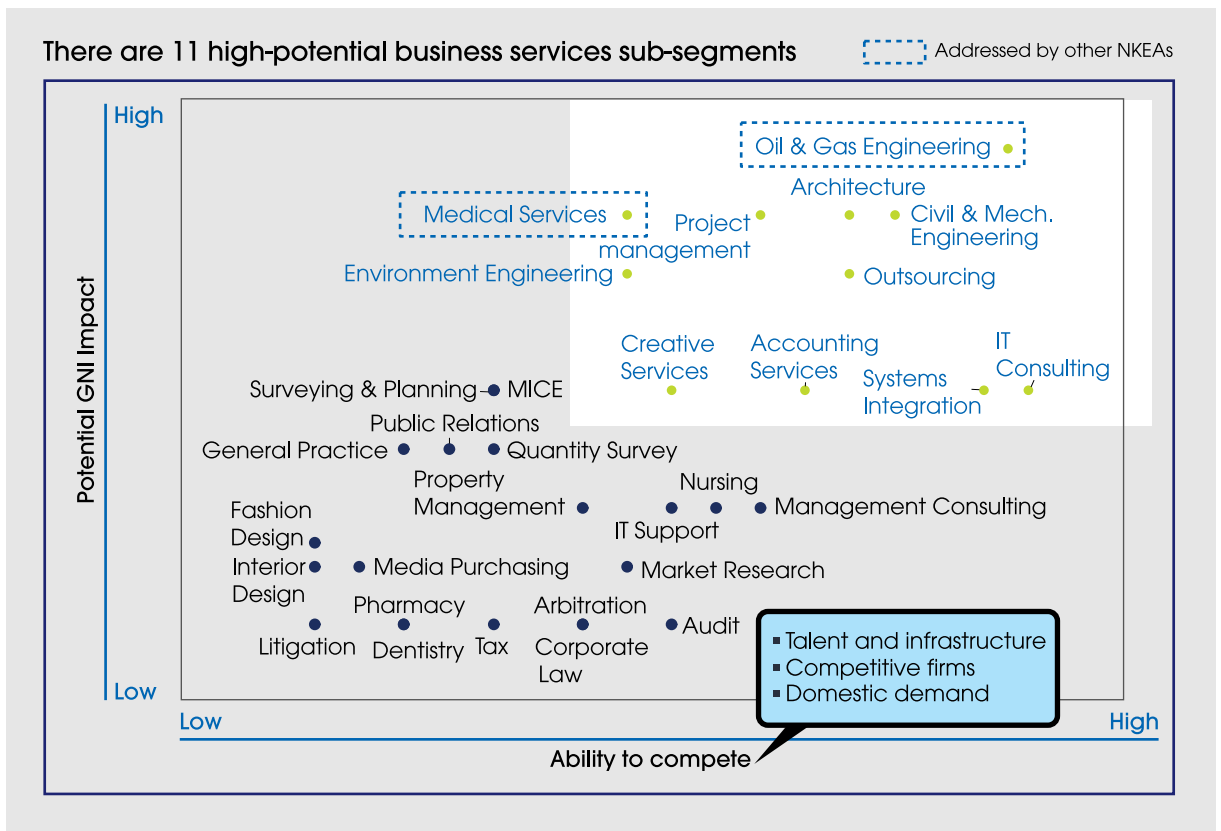 There are 11 high-potential business services sub-segments
Addressed by other NKEAs
High
Potential GNI Impact
Low
Oil & Gas Engineering
Architecture
Medical Services
Project
management
Civil & Mech.
Engineering
Environment Engineering
Outsourcing
Creative
Services
Accounting
Services
Systems
Integration
IT
Consulting
Surveying & Planning
MICE
Public Relations
General Practice
Quantity Survey
Property
Management
Nursing
IT Support
Management Consulting
Fashion
Design
Interior
Design
Media Purchasing
Market Research
Pharmacy
Arbitration
Litigation
Dentistry
Tax
Corporate
Law
Audit
▪ Talent and infrastructure
▪ Competitive firms
▪ Domestic demand
Low
High
Ability to compete